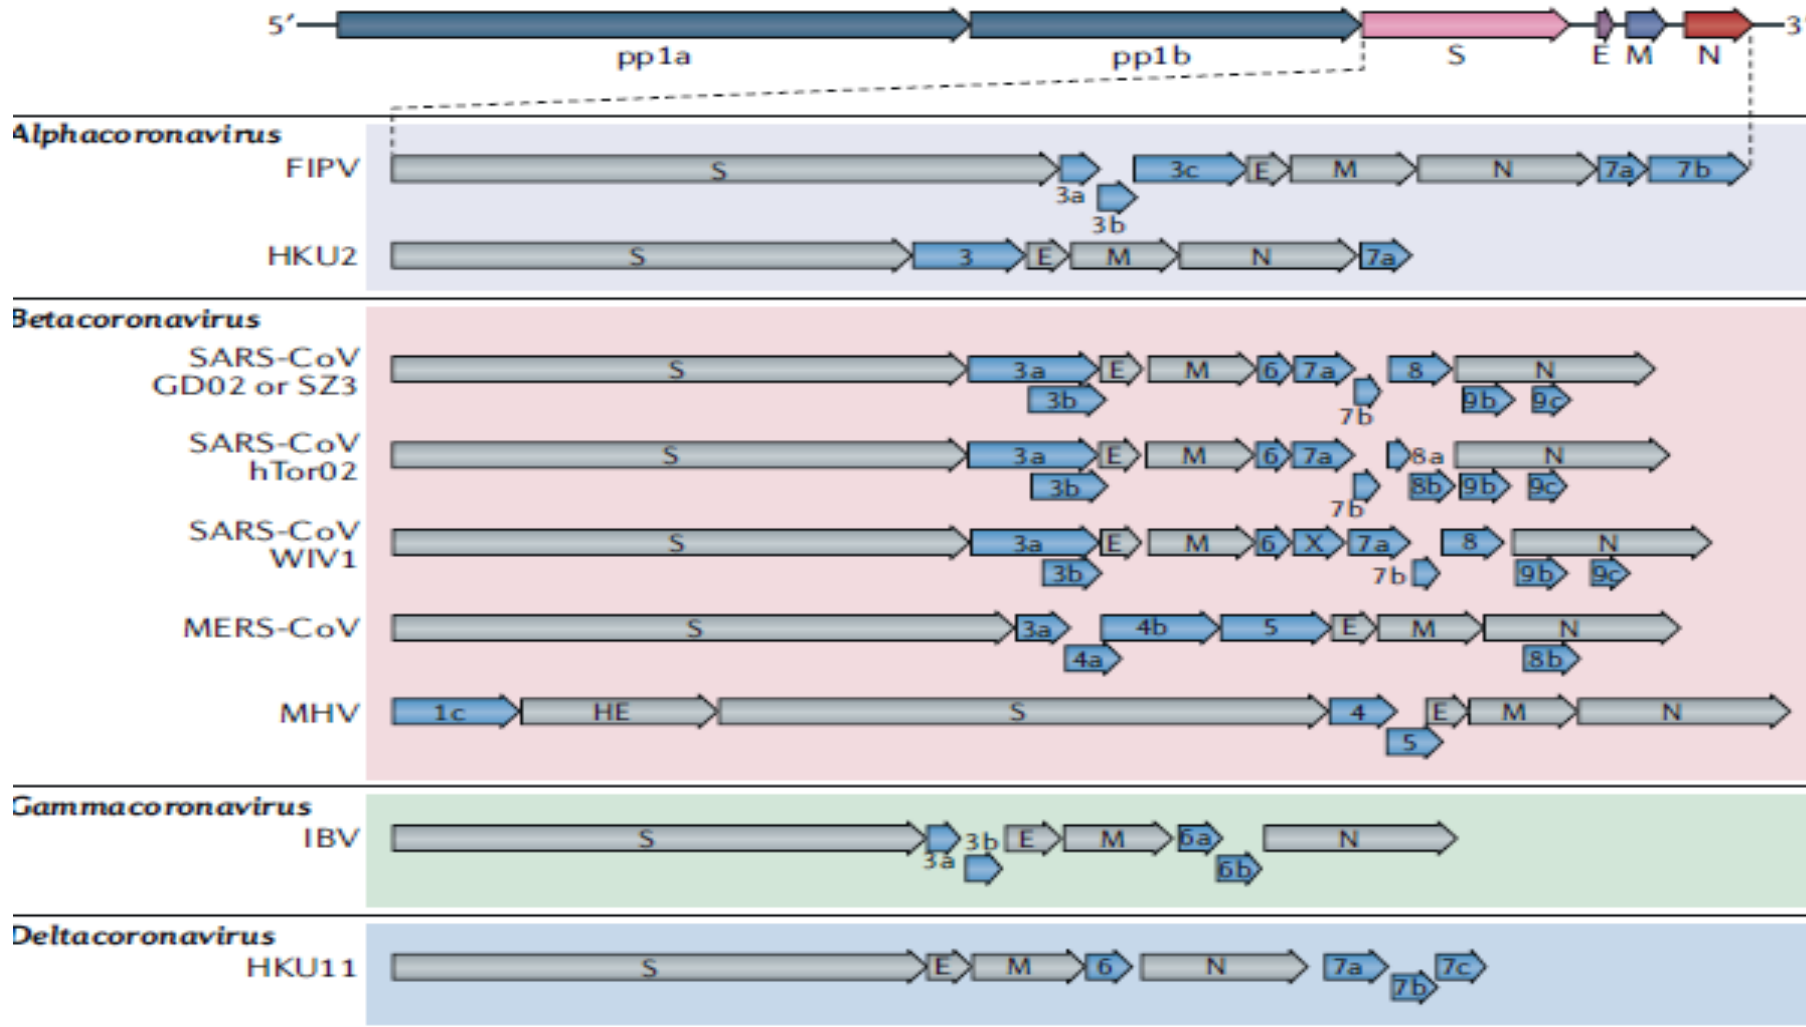 5′ 3′
pp1a pp1b S E M N
Alphacoronavirus
FIPV S 3a 3b 3c E M N 7a 7b
HKU2 S 3 E M N 7a
Betacoronavirus
SARS-CoV
GD02 or SZ3 S 3a 3b E M 6 7a 7b 8 N 9b 9c
SARS-CoV
hTor02 S 3a 3b E M 6 7a 7b 8a 8b N 9b 9c
SARS-CoV
WIV1 S 3a 3b E M 6 X 7a 7b 8 N 9b 9c
MERS-CoV S 3a 4a 4b 5 E M N 8b
MHV 1c HE S 4 5 E M N
Gammacoronavirus
IBV S 3a 3b E M 6a 6b N
Deltacoronavirus
HKU11 S E M 6 N 7a 7b 7c